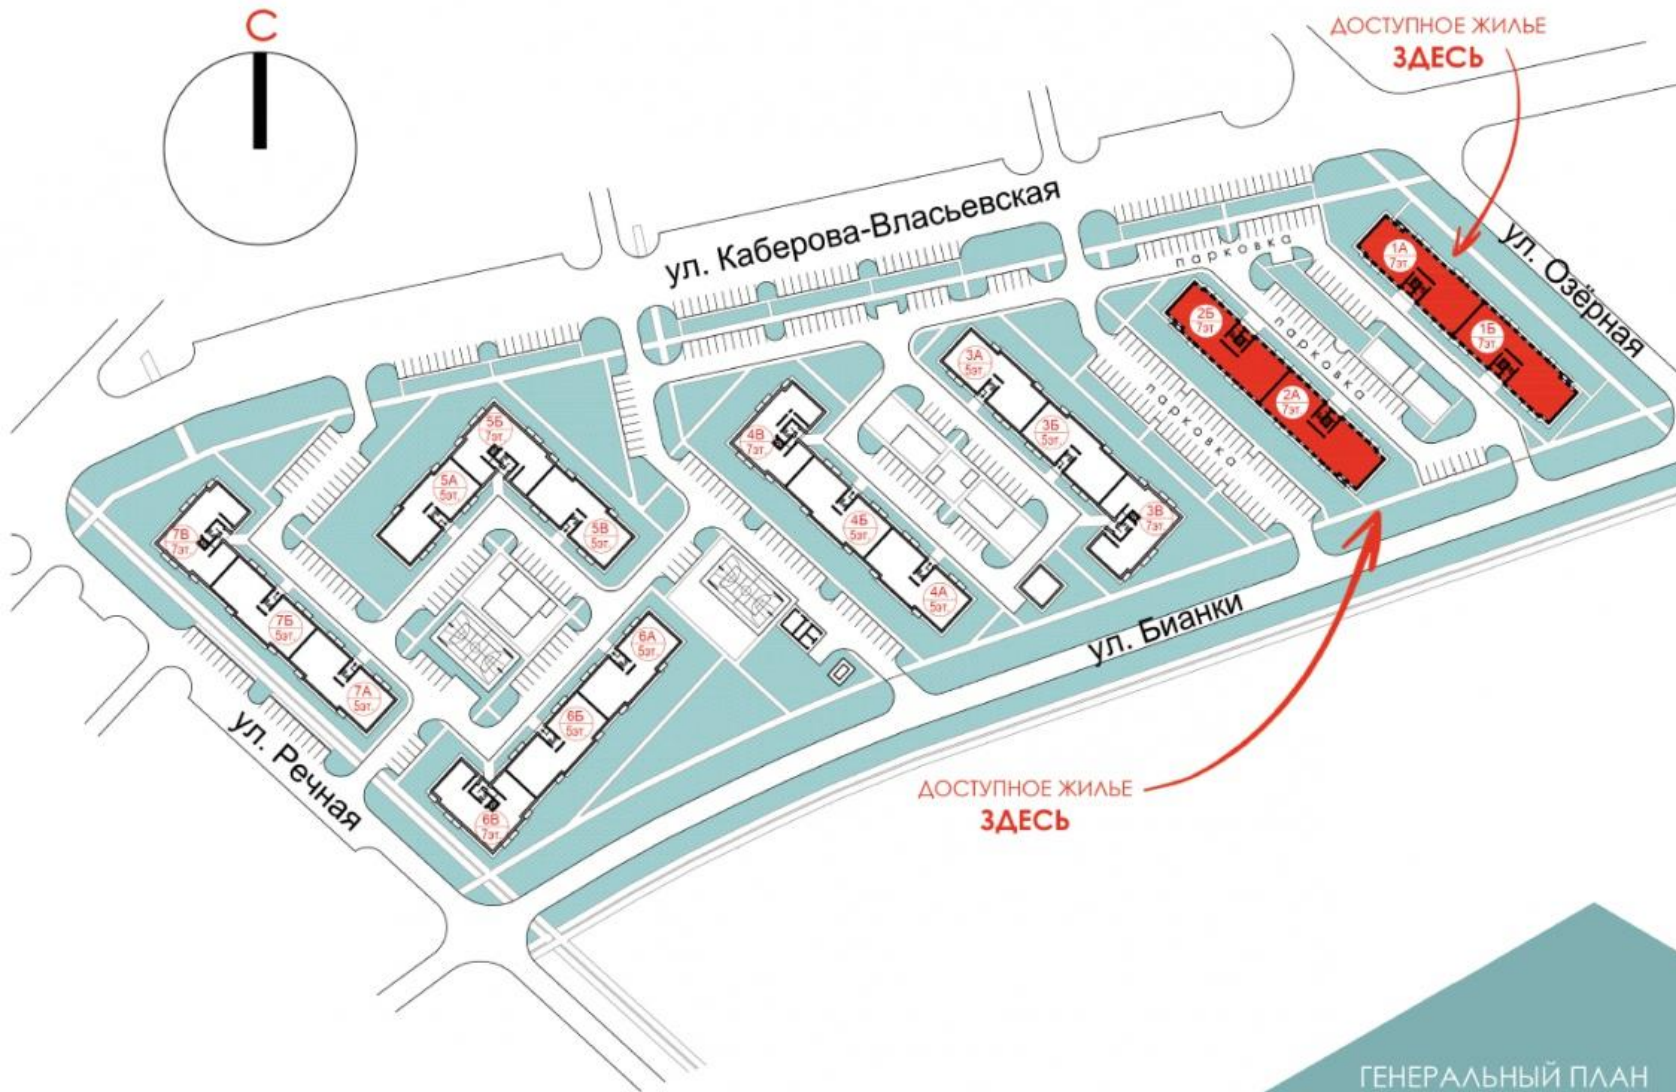 С
ДОСТУПНОЕ ЖИЛЬЕ
ЗДЕСЬ
ул. Каберова-Власьевская
ул. Озёрная
парковка
1А
7эт.
1Б
7эт.
2Б
7эт.
2А
7эт.
парковка
парковка
3А
5эт.
3Б
5эт.
3В
7эт.
4В
7эт.
4Б
5эт.
4А
5эт.
5Б
7эт.
5А
5эт.
5В
5эт.
7В
7эт.
7Б
5эт.
7А
5эт.
6А
5эт.
6Б
5эт.
6В
7эт.
ул. Бианки
ул. Речная
ДОСТУПНОЕ ЖИЛЬЕ
ЗДЕСЬ
ГЕНЕРАЛЬНЫЙ ПЛАН